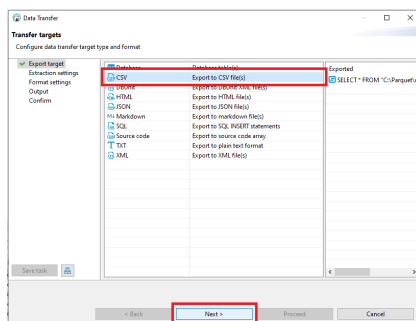 Data Transfer
Transfer targets
Configure data transfer target type and format
Export target
Extraction settings
Format settings
Output
Confirm
Database Database table(s)
CSV Export to CSV file(s)
DbUnit Export to DbUnit XML file(s)
HTML Export to HTML file(s)
JSON Export to JSON file(s)
Markdown Export to markdown file(s)
SQL Export to SQL INSERT statements
Source code Export to source code array
TXT Export to plain text format
XML Export to XML file(s)
Exported
SELECT * FROM "C:\Parquet\
Save task
< Back Next > Proceed Cancel